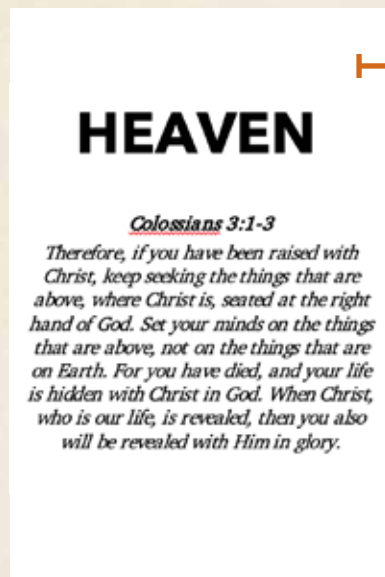 HEAVEN
Colossians 3:1-3
Therefore, if you have been raised with
Christ, keep seeking the things that are
above, where Christ is, seated at the right
hand of God. Set your minds on the things
that are above, not on the things that are
on Earth. For you have died, and your life
is hidden with Christ in God. When Christ,
who is our life, is revealed, then you also
will be revealed with Him in glory.